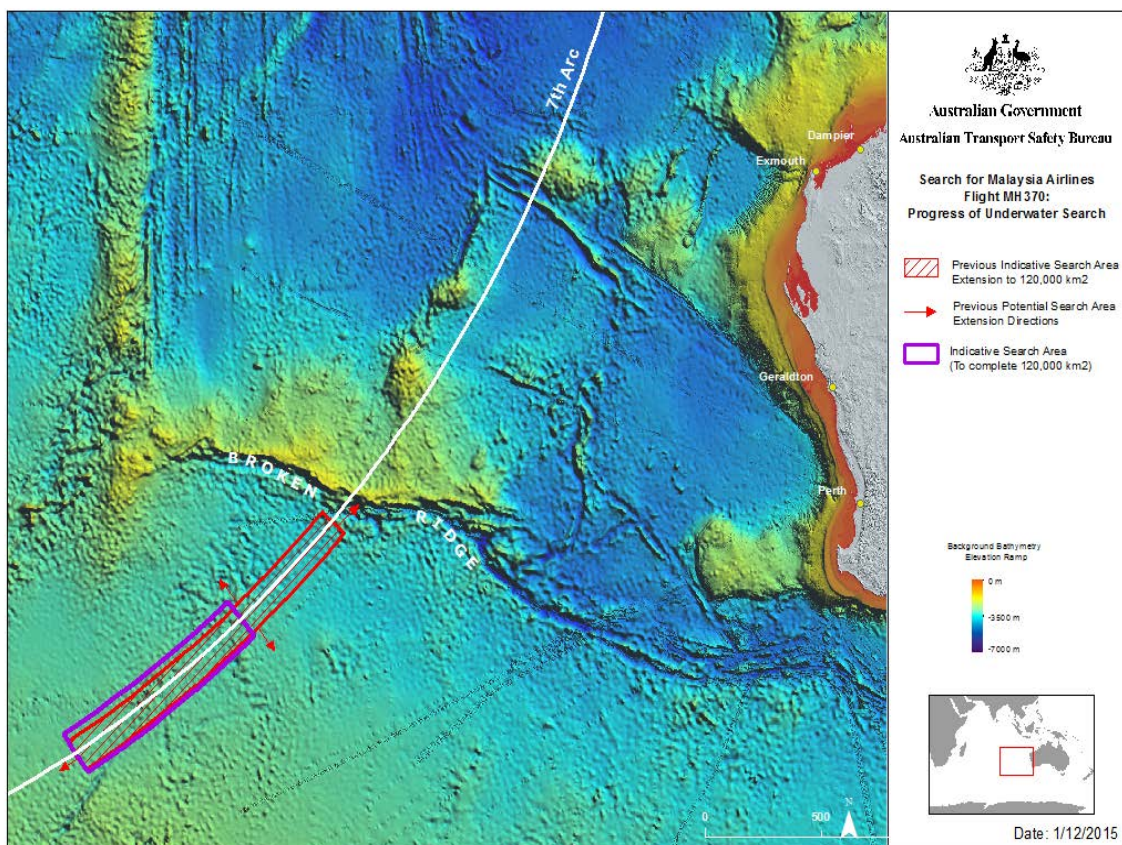 7th Arc
Dampier
Exmouth
Geraldton
Perth
BROKEN
RIDGE
0
500
N
Australian Government
Australian Transport Safety Bureau
Search for Malaysia Airlines
Flight MH370:
Progress of Underwater Search
Previous Indicative Search Area
Extension to 120,000 km2
Previous Potential Search Area
Extension Directions
Indicative Search Area
(To complete 120,000 km2)
Background Bathymetry
Elevation Ramp
0 m
-3500 m
-7000 m
Date: 1/12/2015